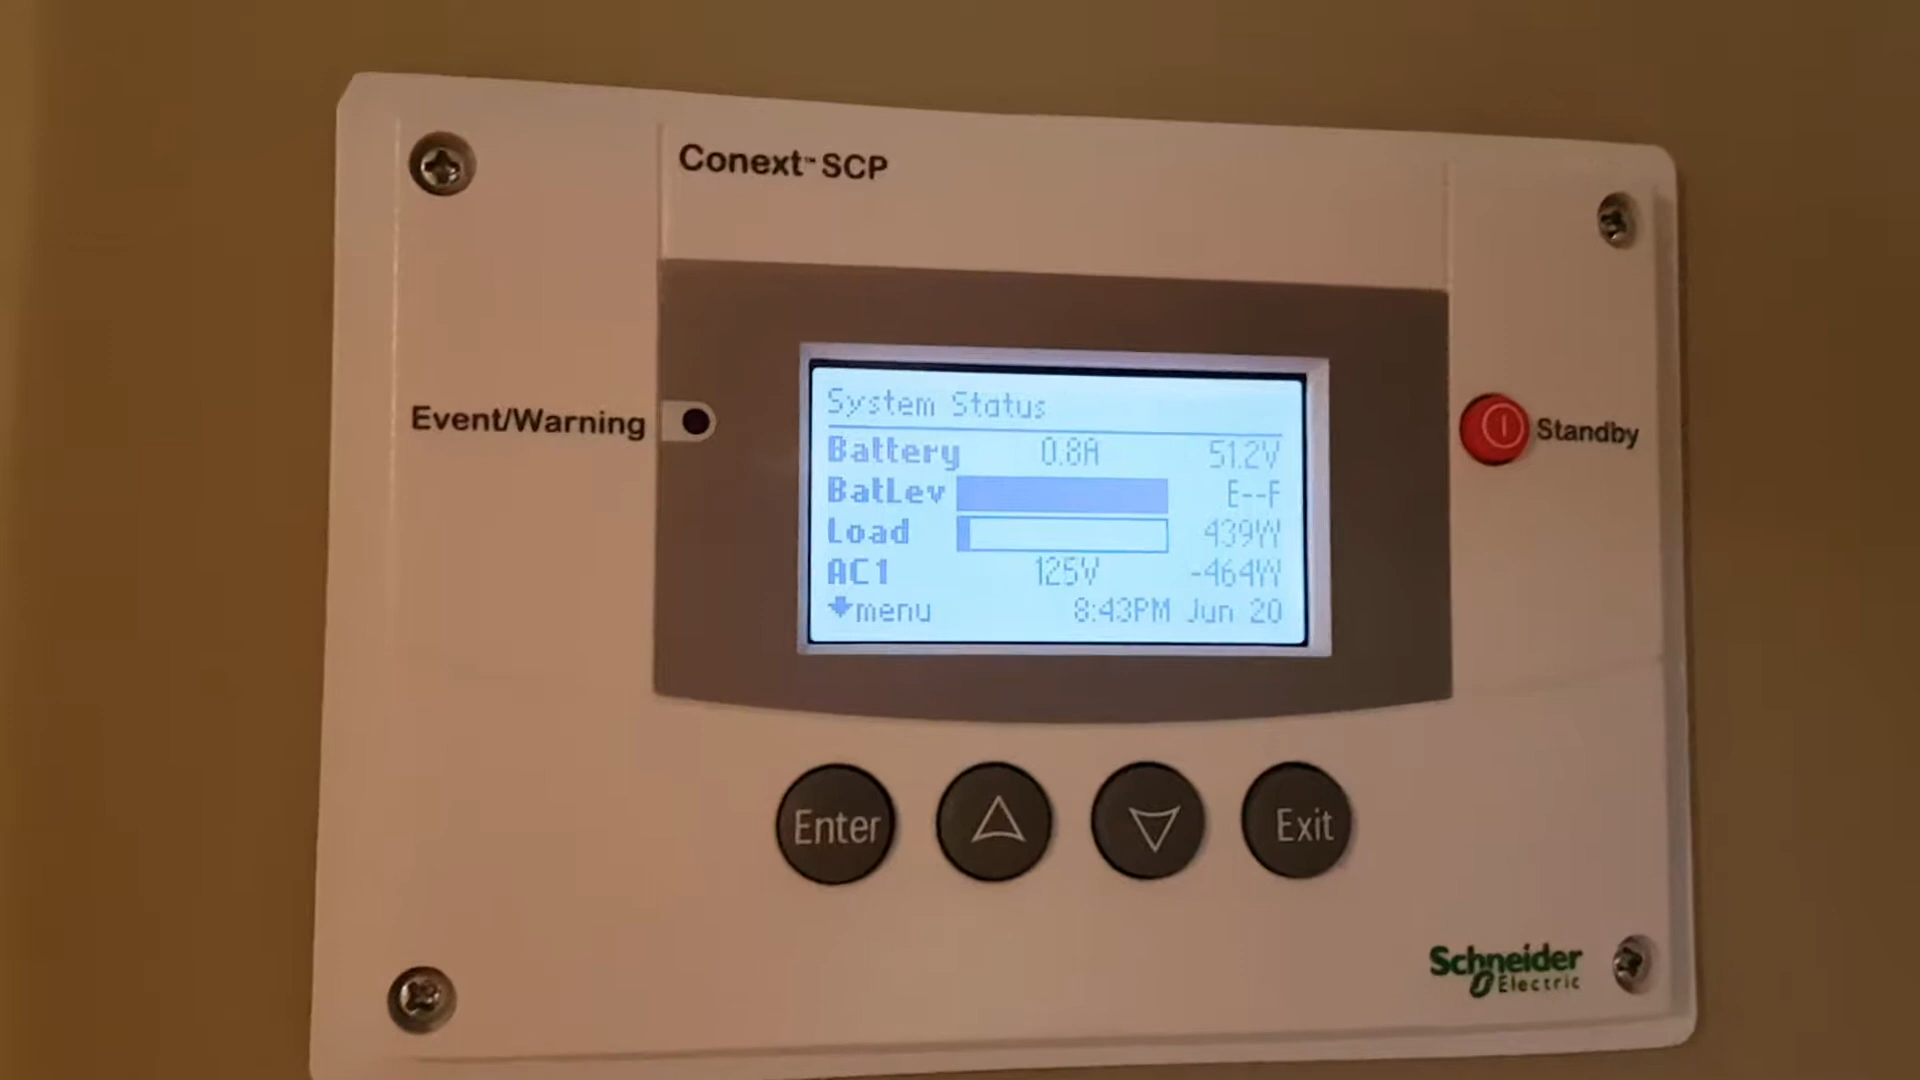 Conext™ SCP
Event/Warning
Standby
System Status
Battery 0.8A 51.2V
BatLev E--F
Load 439W
AC1 125V -464W
menu 8:43PM Jun 20
Enter Exit
Schneider
Electric